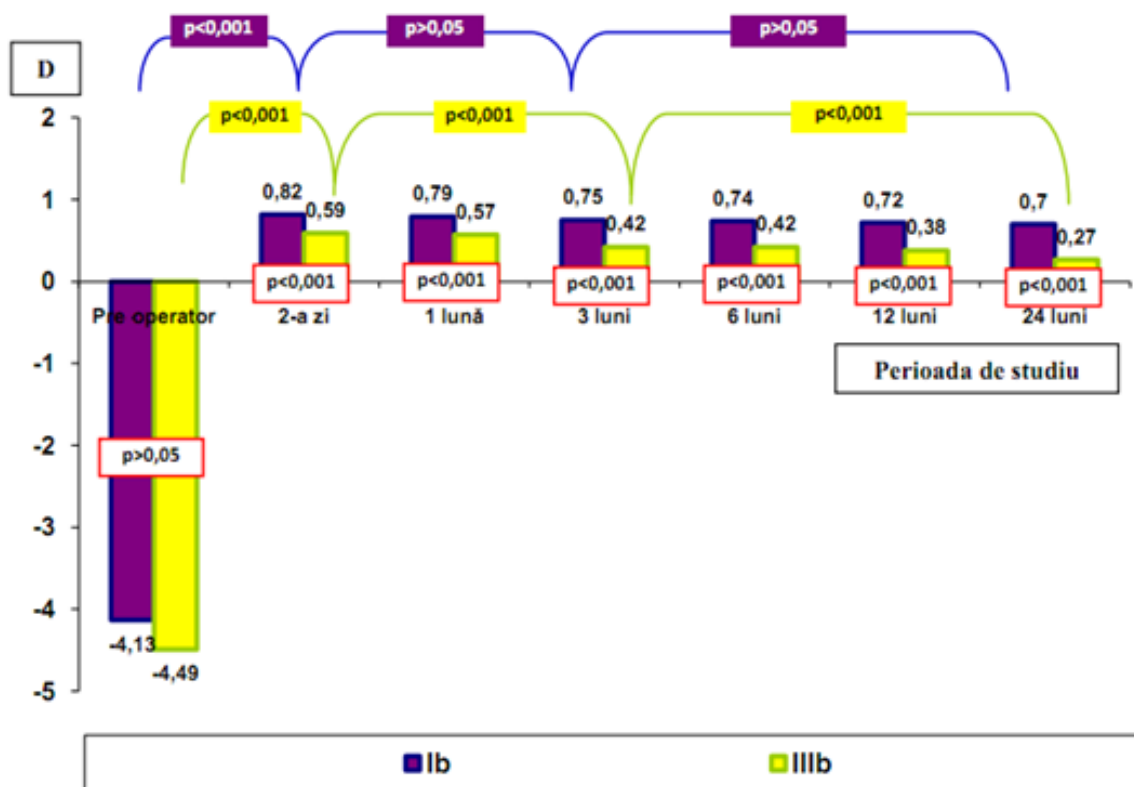 p<0,001 p>0,05 p>0,05
D
2
p<0,001 p<0,001 p<0,001
1
0,82 0,59 0,79 0,57 0,75 0,42 0,74 0,42 0,72 0,38 0,7 0,27
0
p<0,001 p<0,001 p<0,001 p<0,001 p<0,001 p<0,001
Pre operator 2-a zi 1 lună 3 luni 6 luni 12 luni 24 luni
-1
Perioada de studiu
-2
p>0,05
-3
-4
-4,13
-4,49
-5
Ib IIIb